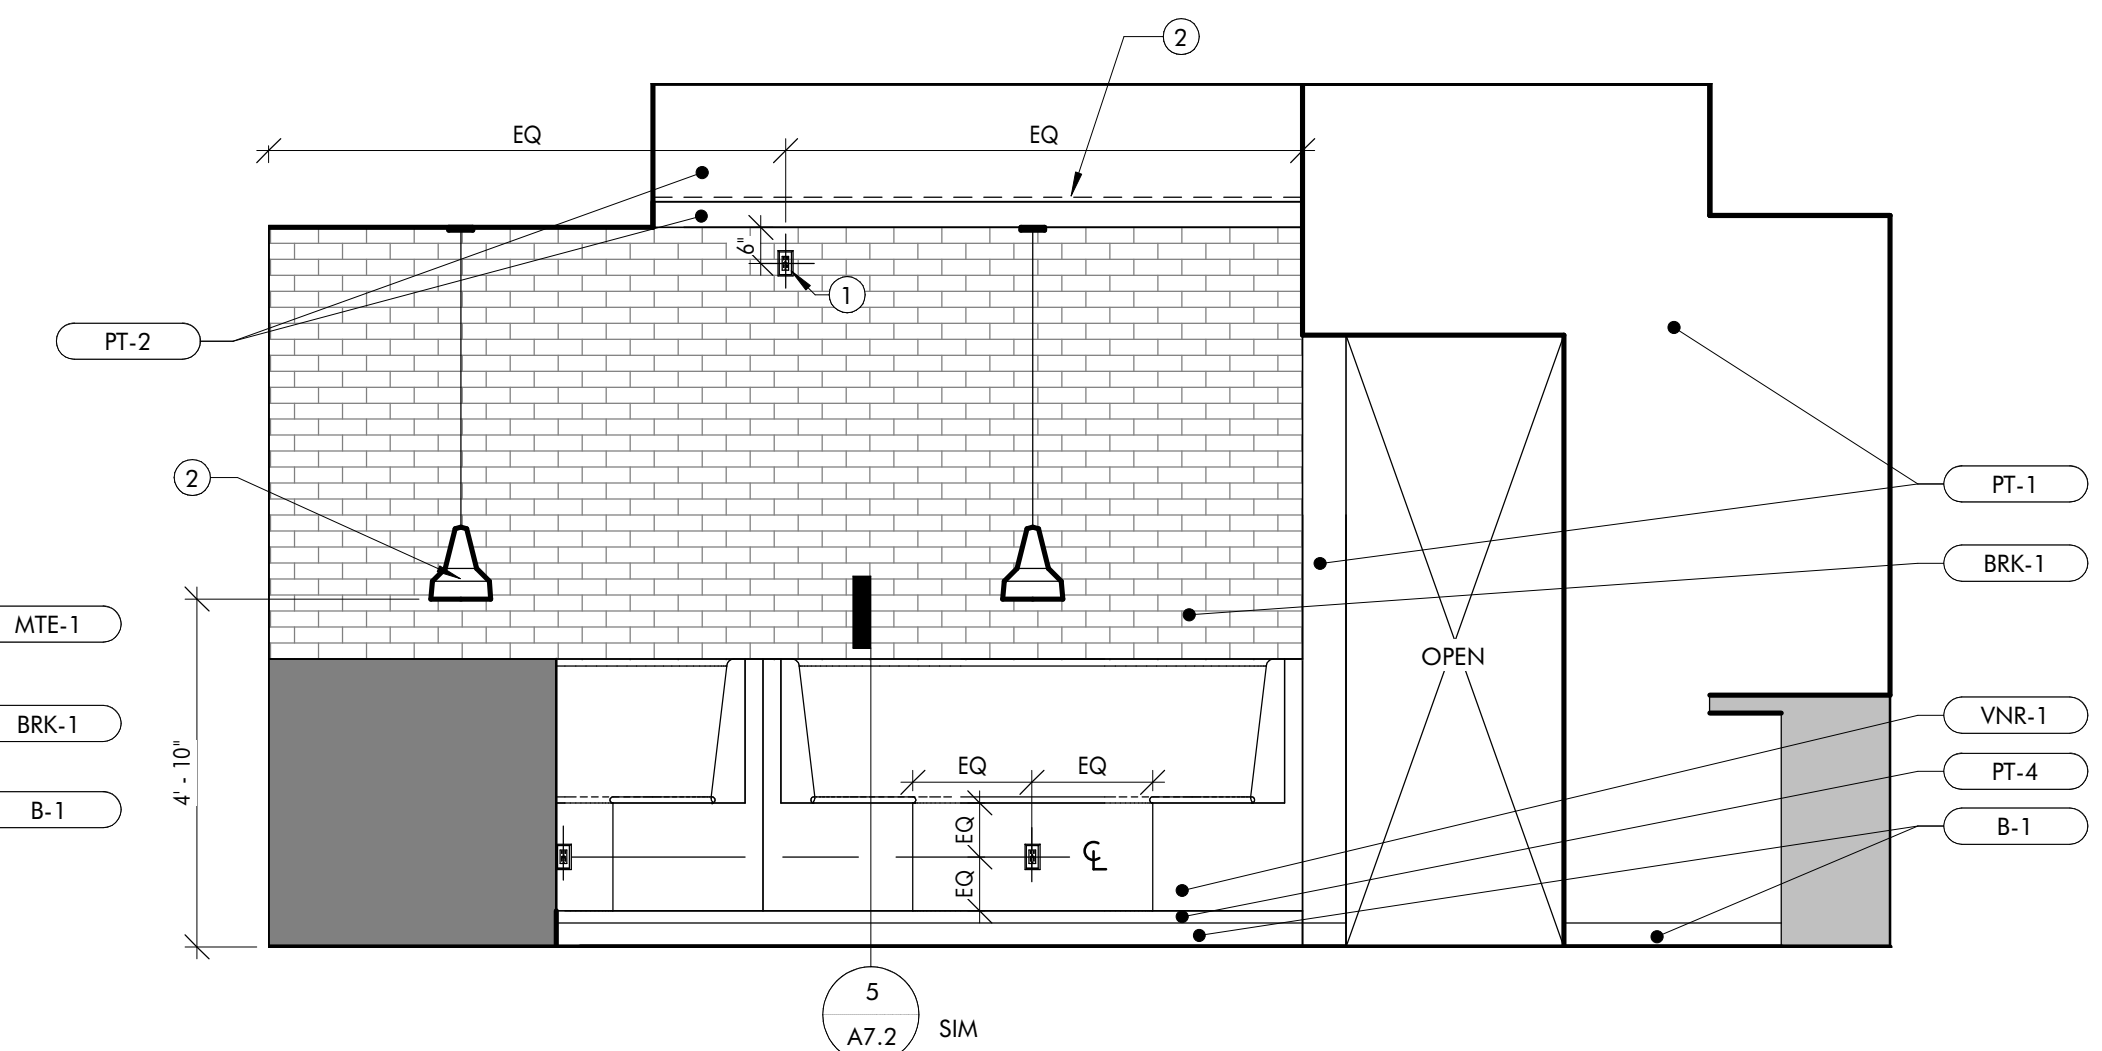 2
EQ
EQ
6"
1
PT-2
2
PT-1
BRK-1
MTE-1
OPEN
BRK-1
VNR-1
4' - 10"
EQ
EQ
PT-4
B-1
EQ
B-1
EQ
CL
5
A7.2
SIM